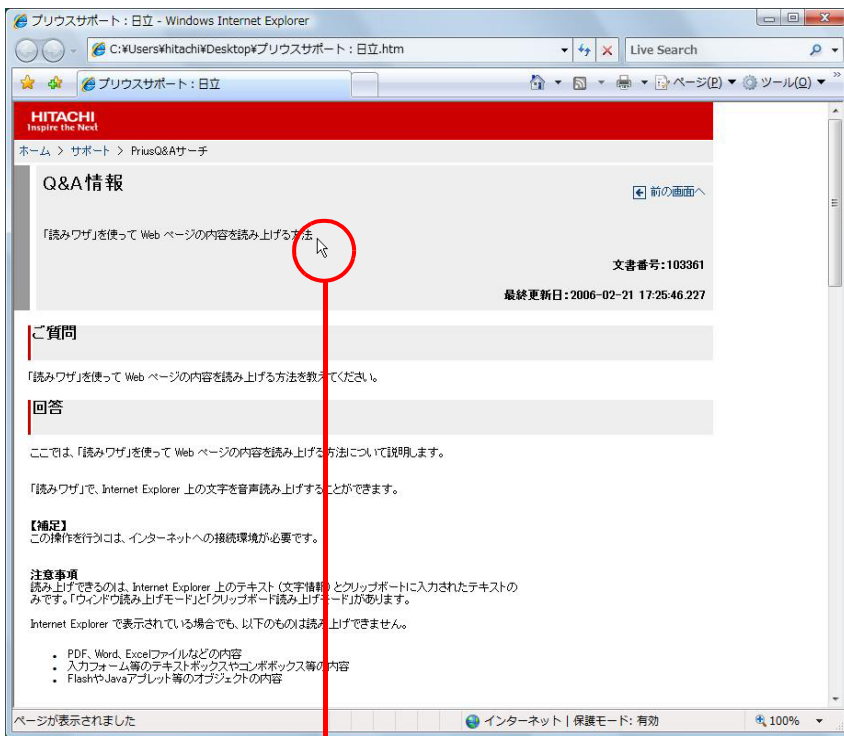 プリウスサポート：日立 - Windows Internet Explorer
C:¥Users¥hitachi¥Desktop¥プリウスサポート：日立.htm
Live Search
プリウスサポート：日立
ページ(P)
ツール(O)
HITACHI
Inspire the Next
ホーム > サポート > PriusQ&Aサーチ
Q&A情報
前の画面へ
「読みワザ」を使って Web ページの内容を読み上げる方法
文書番号:103361
最終更新日:2006-02-21 17:25:46.227
ご質問
「読みワザ」を使って Web ページの内容を読み上げる方法を教えてください。
回答
ここでは、「読みワザ」を使って Web ページの内容を読み上げる方法について説明します。
「読みワザ」で、Internet Explorer 上の文字を音声読み上げすることができます。
【補足】
この操作を行うには、インターネットへの接続環境が必要です。
注意事項
読み上げできるのは、Internet Explorer 上のテキスト（文字情報）とクリップボードに入力されたテキストの
みです。「ウィンドウ読み上げモード」と「クリップボード読み上げモード」があります。
Internet Explorer で表示されている場合でも、以下のものは読み上げできません。
• PDF、Word、Excelファイルなどの内容
• 入力フォーム等のテキストボックスやコンボボックス等の内容
• FlashやJavaアプレット等のオブジェクトの内容
ページが表示されました
インターネット | 保護モード: 有効
100%